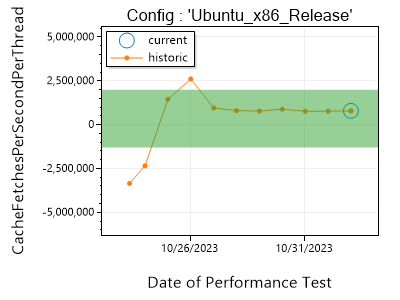 Config : 'Ubuntu_x86_Release'
CacheFetchesPerSecondPerThread
5,000,000
2,500,000
0
-2,500,000
-5,000,000
current
historic
10/26/2023
10/31/2023
Date of Performance Test